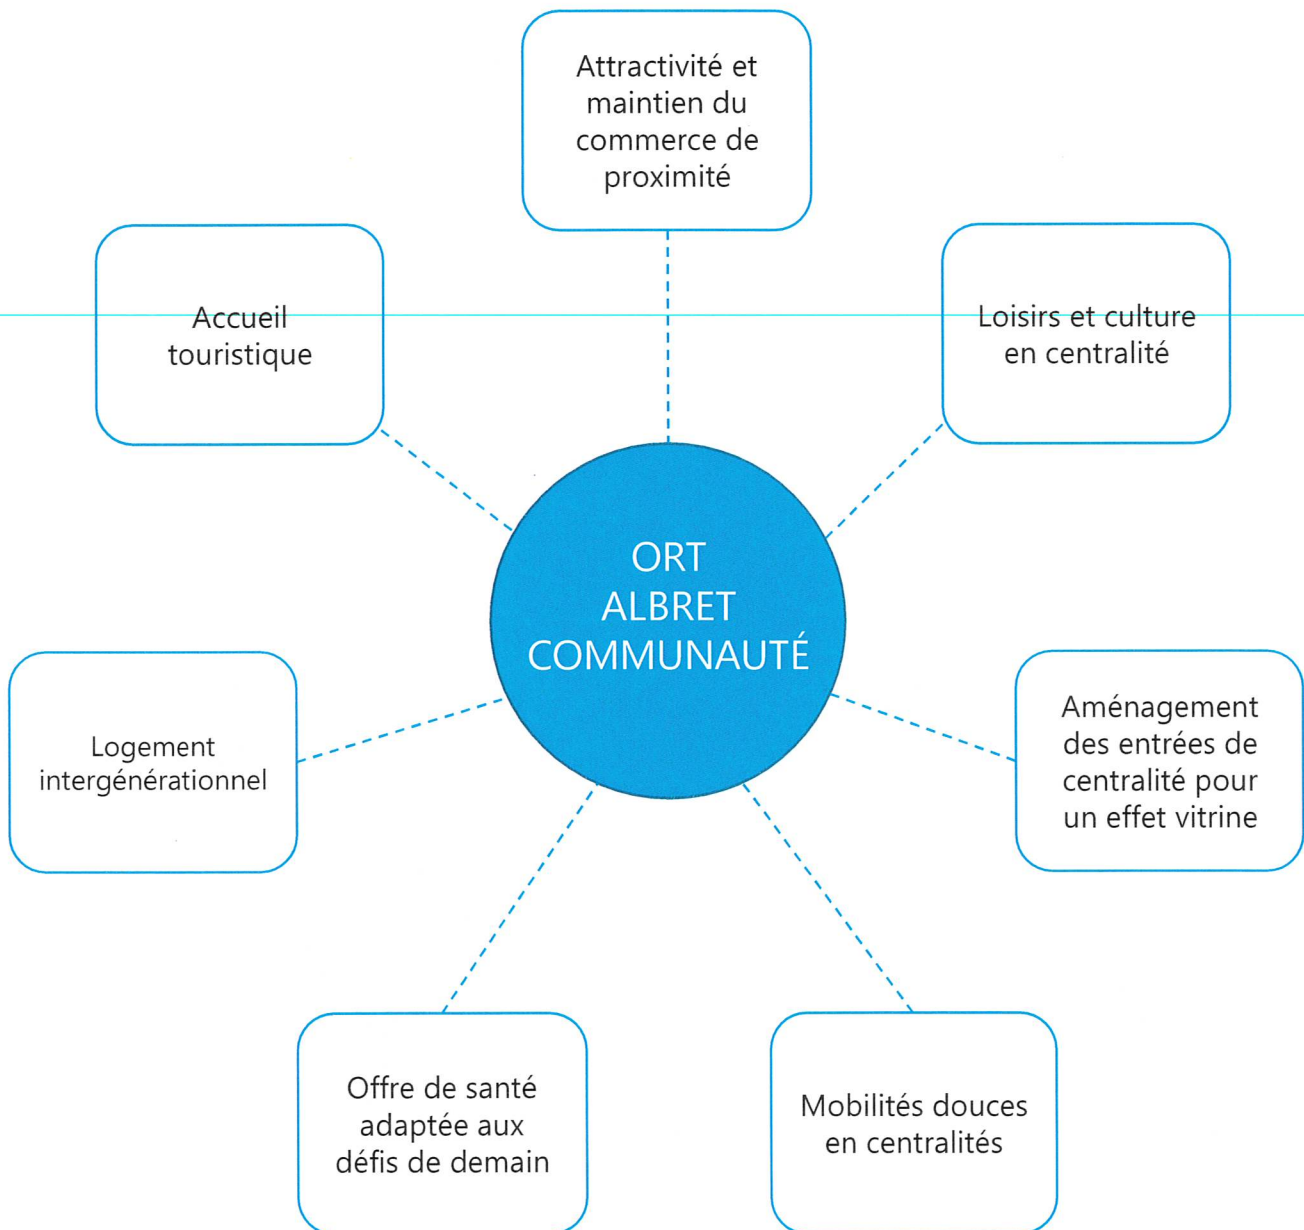 Attractivité et
maintien du
commerce de
proximité
Accueil
touristique
Loisirs et culture
en centralité
ORT
ALBRET
COMMUNAUTÉ
Logement
intergénérationnel
Aménagement
des entrées de
centralité pour
un effet vitrine
Offre de santé
adaptée aux
défis de demain
Mobilités douces
en centralités